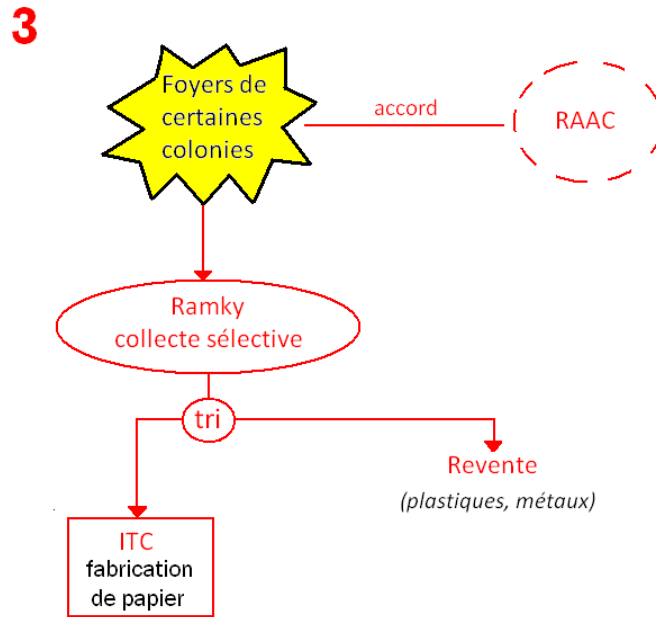 3
Foyers de
certaines
colonies
accord
RAAC
Ramky
collecte sélective
tri
Revente
(plastiques, métaux)
ITC
fabrication
de papier